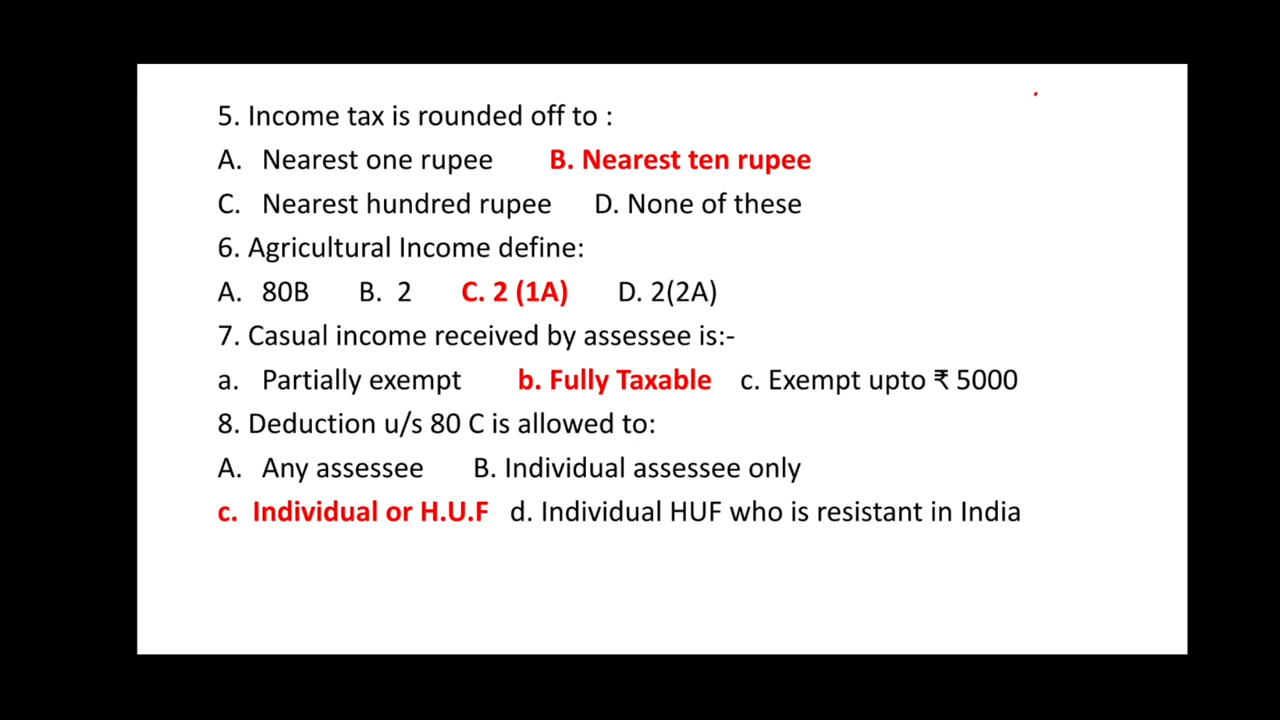 5. Income tax is rounded off to :
A. Nearest one rupee B. Nearest ten rupee
C. Nearest hundred rupee D. None of these
6. Agricultural Income define:
A. 80B B. 2 C. 2 (1A) D. 2(2A)
7. Casual income received by assessee is:-
a. Partially exempt b. Fully Taxable c. Exempt upto ₹ 5000
8. Deduction u/s 80 C is allowed to:
A. Any assessee B. Individual assessee only
c. Individual or H.U.F d. Individual HUF who is resistant in India